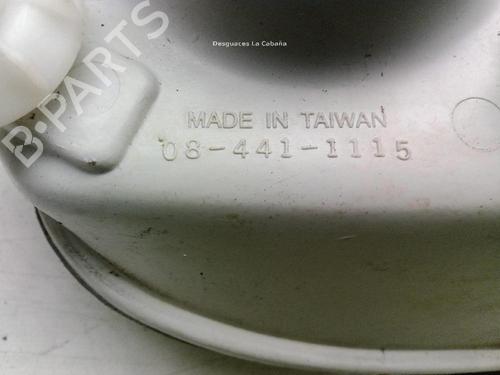 Desguaces La Cabaña
B-PARTS
MADE IN TAIWAN
08-441-1115